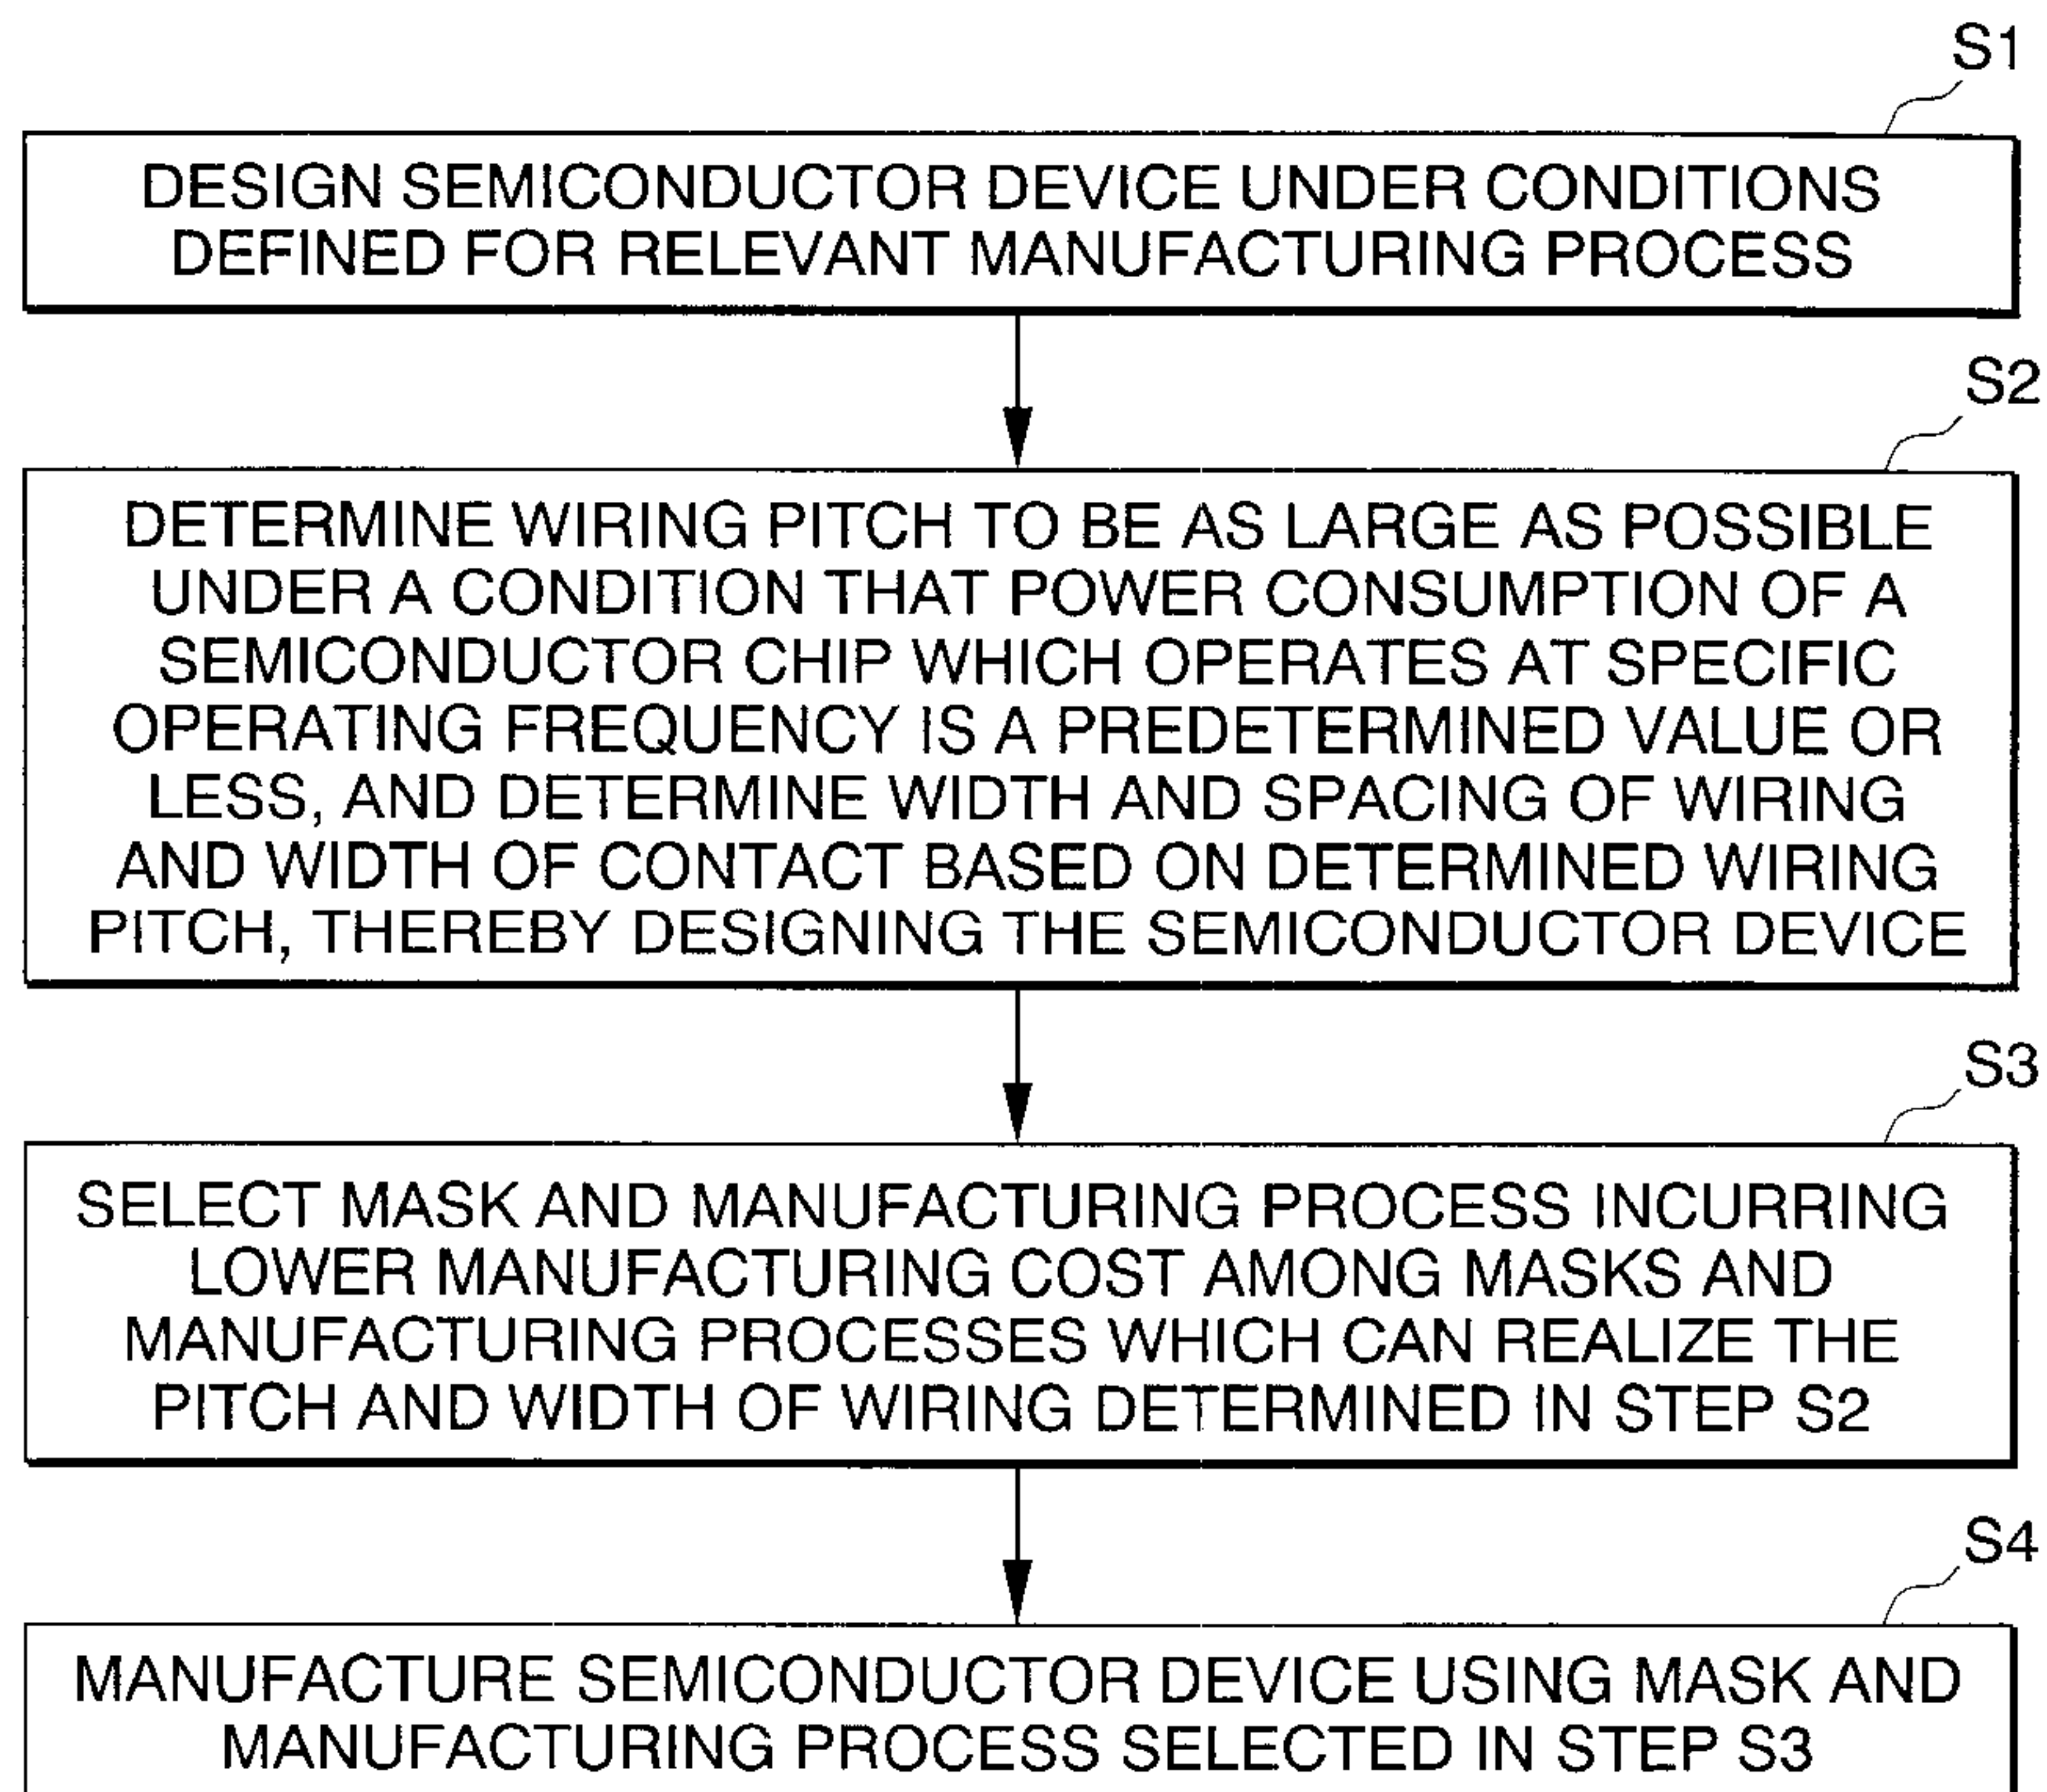 S1
DESIGN SEMICONDUCTOR DEVICE UNDER CONDITIONS
DEFINED FOR RELEVANT MANUFACTURING PROCESS
S2
DETERMINE WIRING PITCH TO BE AS LARGE AS POSSIBLE
UNDER A CONDITION THAT POWER CONSUMPTION OF A
SEMICONDUCTOR CHIP WHICH OPERATES AT SPECIFIC
OPERATING FREQUENCY IS A PREDETERMINED VALUE OR
LESS, AND DETERMINE WIDTH AND SPACING OF WIRING
AND WIDTH OF CONTACT BASED ON DETERMINED WIRING
PITCH, THEREBY DESIGNING THE SEMICONDUCTOR DEVICE
S3
SELECT MASK AND MANUFACTURING PROCESS INCURRING
LOWER MANUFACTURING COST AMONG MASKS AND
MANUFACTURING PROCESSES WHICH CAN REALIZE THE
PITCH AND WIDTH OF WIRING DETERMINED IN STEP S2
S4
MANUFACTURE SEMICONDUCTOR DEVICE USING MASK AND
MANUFACTURING PROCESS SELECTED IN STEP S3